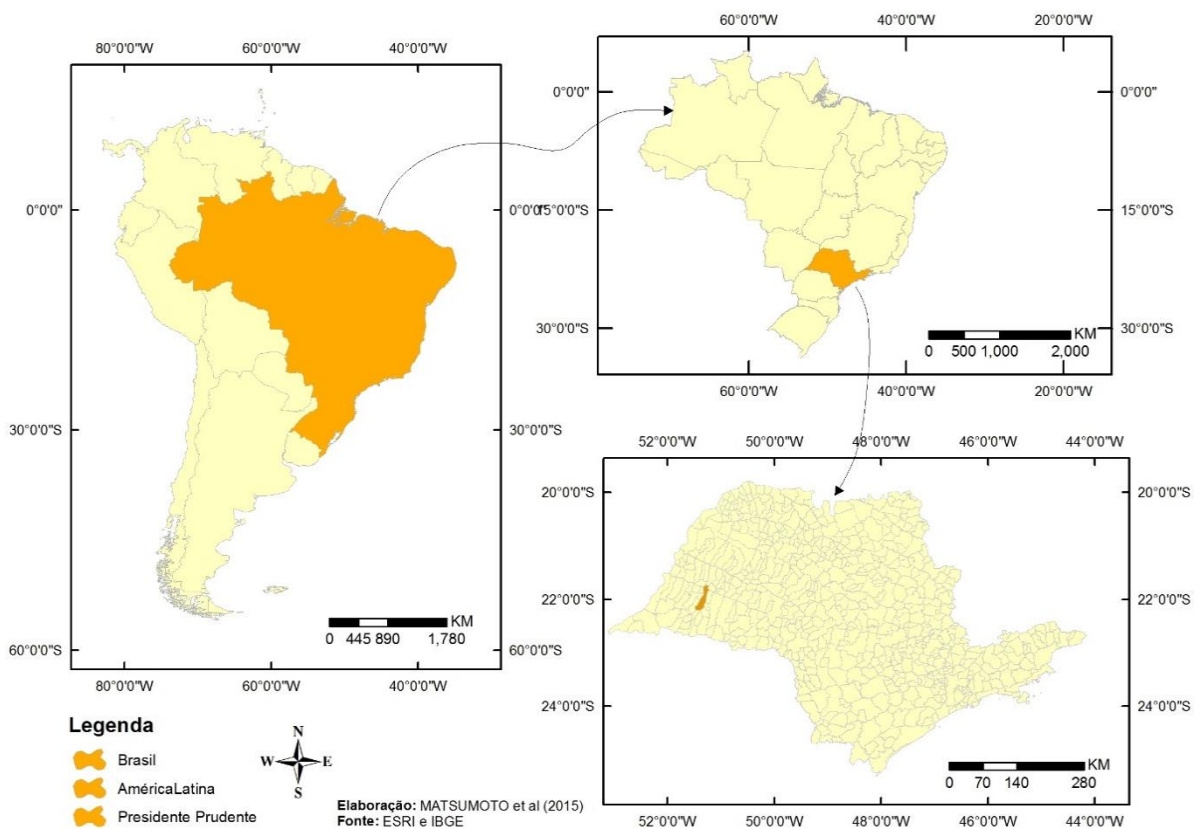 80°0'0"W 60°0'0"W 40°0'0"W
0°0'0" 0°0'0"
30°0'0"S 30°0'0"S
60°0'0"S 60°0'0"S
KM
0 445 890 1,780
80°0'0"W 60°0'0"W 40°0'0"W
60°0'0"W 40°0'0"W 20°0'0"W
0°0'0" 0°0'0"
15°0'0"S 15°0'0"S
30°0'0"S 30°0'0"S
KM
0 500 1,000 2,000
60°0'0"W 40°0'0"W 20°0'0"W
52°0'0"W 50°0'0"W 48°0'0"W 46°0'0"W 44°0'0"W
20°0'0"S 20°0'0"S
22°0'0"S 22°0'0"S
24°0'0"S 24°0'0"S
KM
0 70 140 280
52°0'0"W 50°0'0"W 48°0'0"W 46°0'0"W 44°0'0"W
Legenda
Brasil
AméricaLatina
Presidente Prudente
N
W E
S
Elaboração: MATSUMOTO et al (2015)
Fonte: ESRI e IBGE